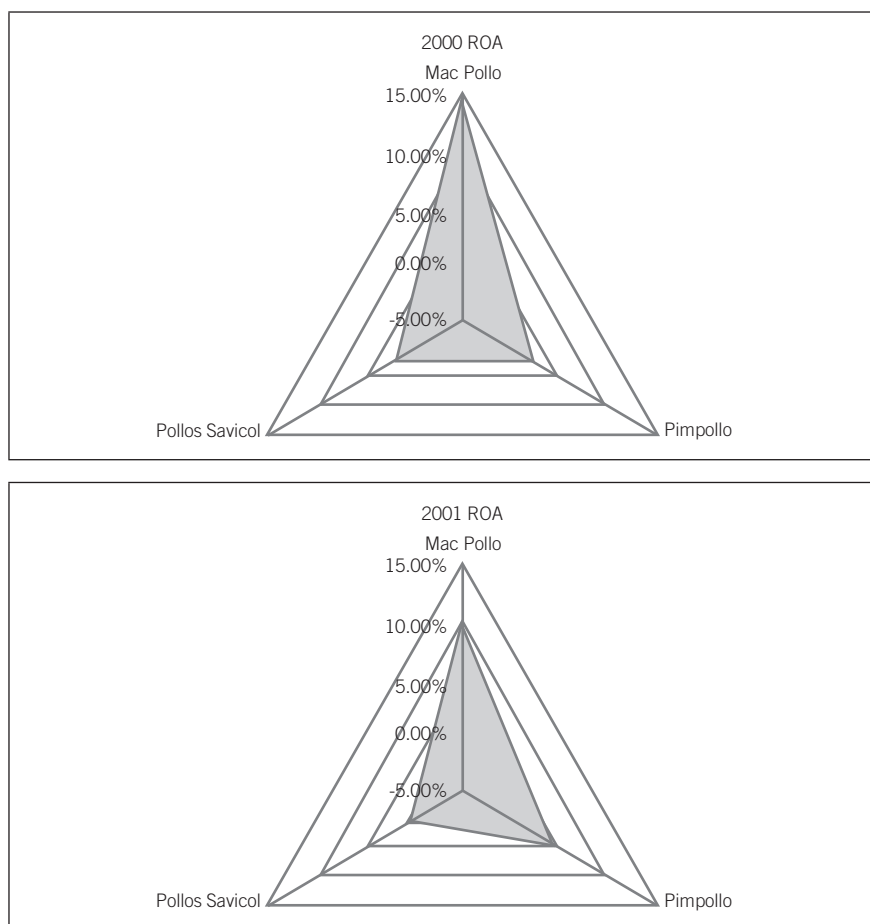 2000 ROA
Mac Pollo
15.00%
10.00%
5.00%
0.00%
-5.00%
Pollos Savicol
Pimpollo
2001 ROA
Mac Pollo
15.00%
10.00%
5.00%
0.00%
-5.00%
Pollos Savicol
Pimpollo